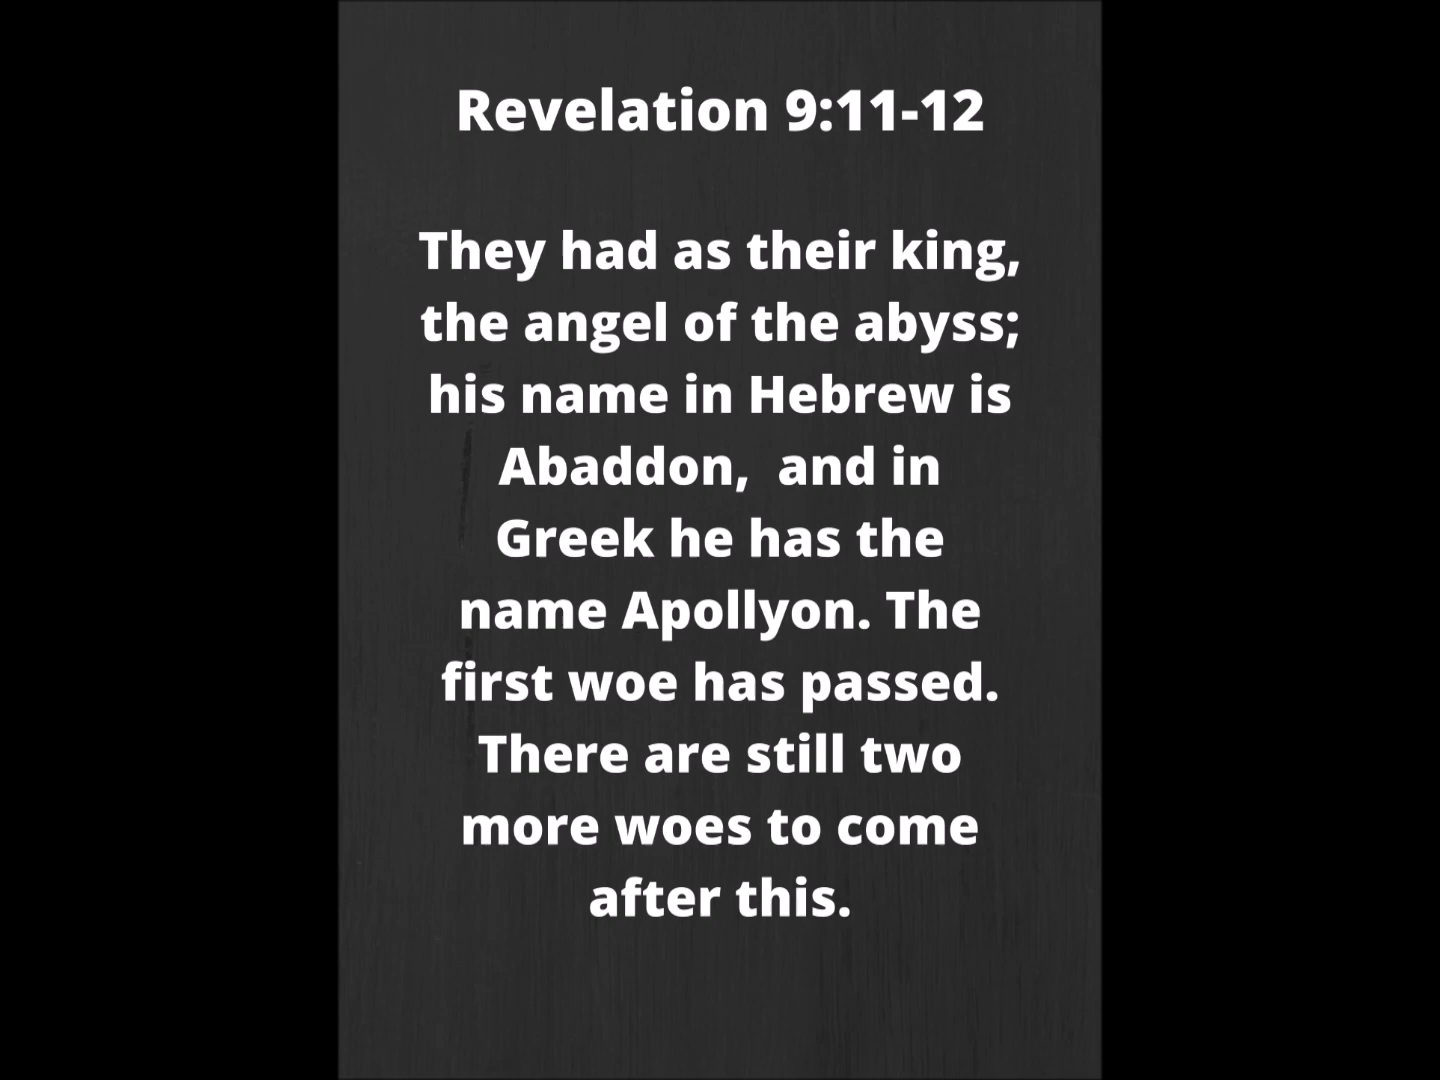 Revelation 9:11-12
They had as their king,
the angel of the abyss;
his name in Hebrew is
Abaddon,  and in
Greek he has the
name Apollyon. The
first woe has passed.
There are still two
more woes to come
after this.